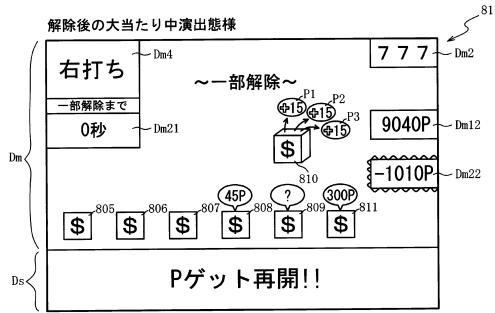 解除後の大当たり中演出態様
81
Dm4
右打ち
一部解除まで
0秒
Dm21
～一部解除～
P1
P2
P3
+15
+15
+15
$
810
7 7 7
Dm2
9040P
Dm12
-1010P
Dm22
Dm
45P
?
300P
$ 805
$ 806
$ 807
$ 808
$ 809
$ 811
Ds
Pゲット再開!!